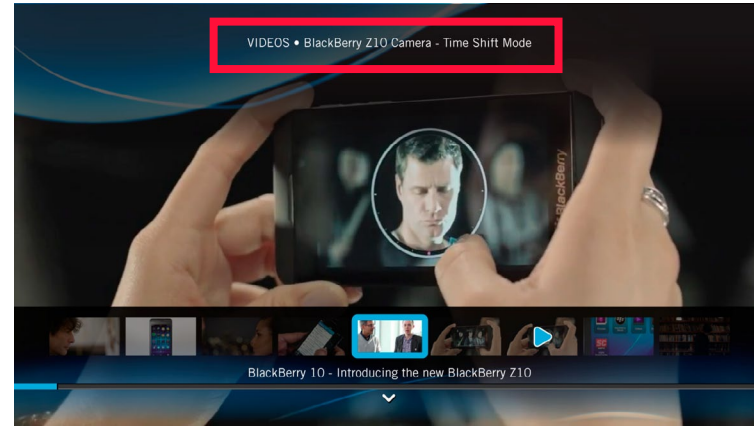 VIDEOS • BlackBerry Z10 Camera - Time Shift Mode
BlackBerry
BlackBerry 10 - Introducing the new BlackBerry Z10